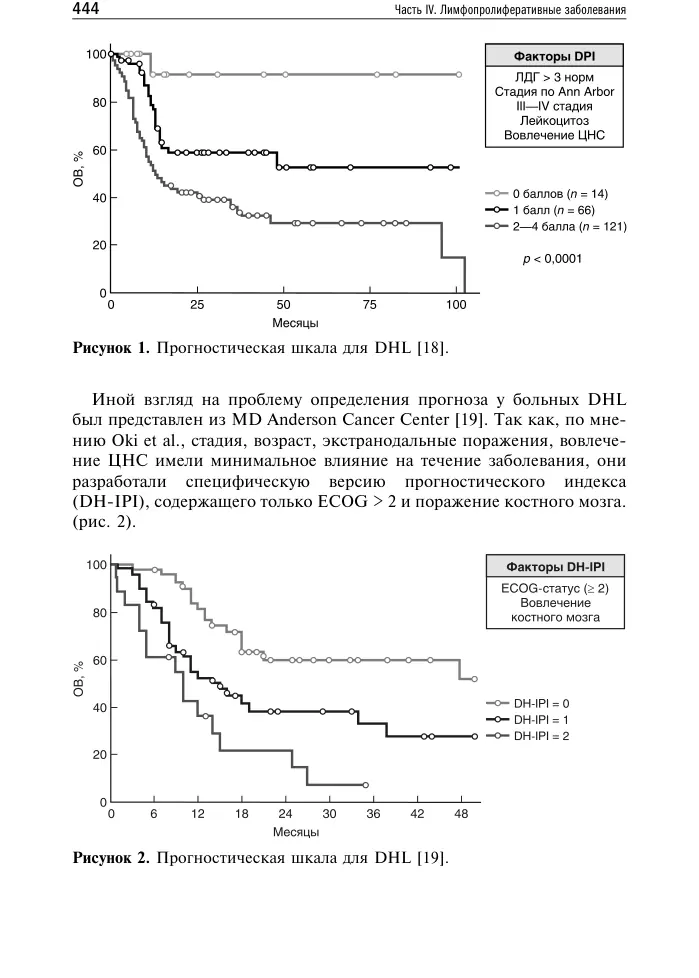 444
Часть IV. Лимфопролиферативные заболевания
100
80
60
40
20
0
ОВ, %
0 25 50 75 100
Месяцы
Факторы DPI
ЛДГ > 3 норм
Стадия по Ann Arbor
III—IV стадия
Лейкоцитоз
Вовлечение ЦНС
0 баллов (n = 14)
1 балл (n = 66)
2—4 балла (n = 121)
p < 0,0001
Рисунок 1. Прогностическая шкала для DHL [18].
Иной взгляд на проблему определения прогноза у больных DHL
был представлен из MD Anderson Cancer Center [19]. Так как, по мне-
нию Oki et al., стадия, возраст, экстранодальные поражения, вовлече-
ние ЦНС имели минимальное влияние на течение заболевания, они
разработали специфическую версию прогностического индекса
(DH-IPI), содержащего только ECOG > 2 и поражение костного мозга.
(рис. 2).
100
80
60
40
20
0
ОВ, %
0 6 12 18 24 30 36 42 48
Месяцы
Факторы DH-IPI
ECOG-статус (≥ 2)
Вовлечение
костного мозга
DH-IPI = 0
DH-IPI = 1
DH-IPI = 2
Рисунок 2. Прогностическая шкала для DHL [19].